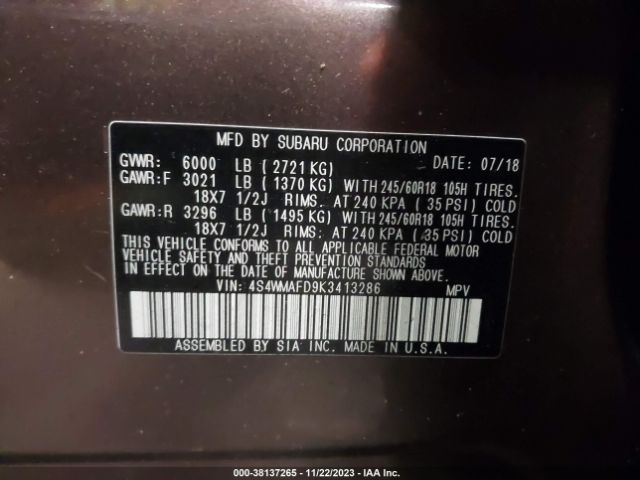 MFD BY SUBARU CORPORATION
GVWR: 6000 LB (2721 KG) DATE: 07/18
GAWR:F 3021 LB (1370 KG) WITH 245/60R18 105H TIRES.
18X7 1/2J RIMS. AT 240 KPA (35 PSI) COLD
GAWR:R 3296 LB (1495 KG) WITH 245/60R18 105H TIRES.
18X7 1/2J RIMS. AT 240 KPA (35 PSI) COLD
THIS VEHICLE CONFORMS TO ALL APPLICABLE FEDERAL MOTOR
VEHICLE SAFETY AND THEFT PREVENTION STANDARDS
IN EFFECT ON THE DATE OF MANUFACTURE SHOWN ABOVE.
VIN: 4S4WMAFD9K3413286 MPV
ASSEMBLED BY SIA INC. MADE IN U.S.A.
000-38137265 - 11/22/2023 - IAA Inc.